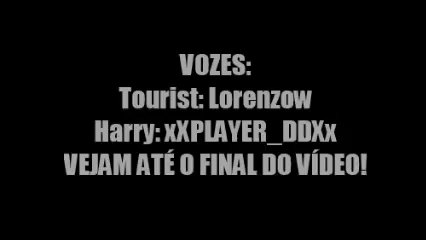 VOZES:
Tourist: Lorenzow
Harry: xXPLAYER_DDXx
VEJAM ATÉ O FINAL DO VÍDEO!